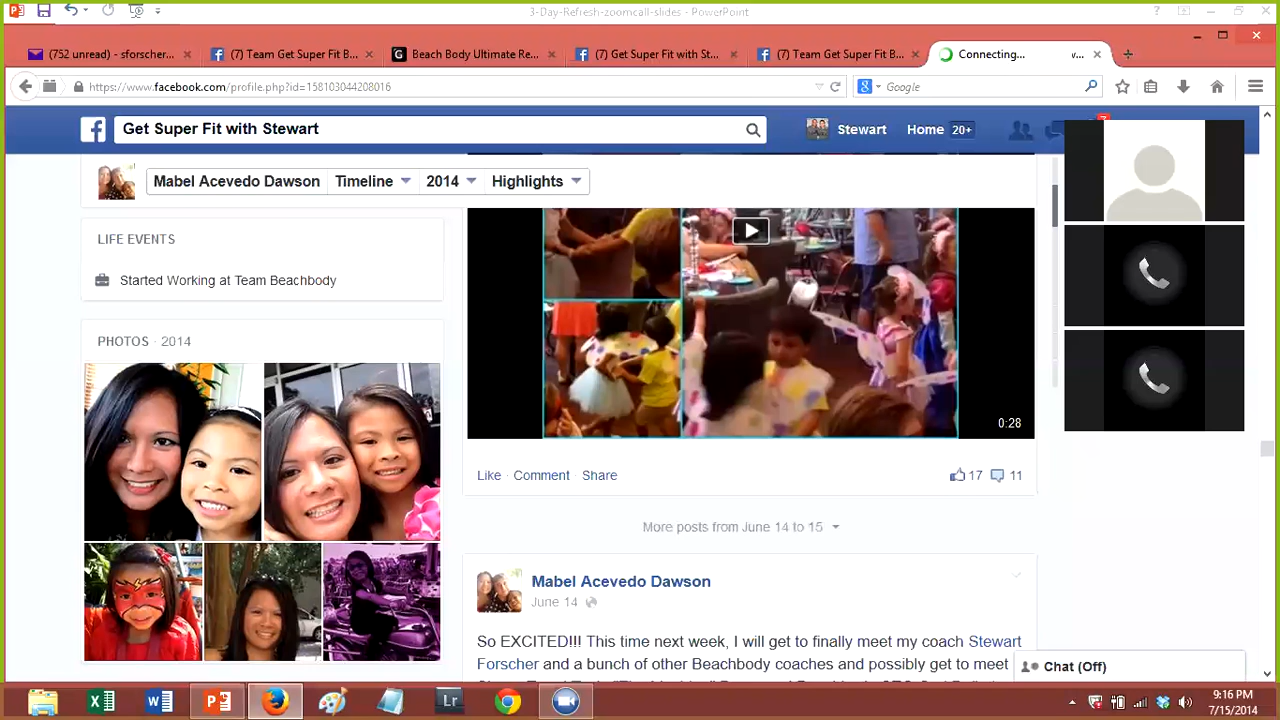 3-Day-Refresh-zoomcall-slides - PowerPoint
(752 unread) - sforscher...
(7) Team Get Super Fit B...
Beach Body Ultimate Re...
(7) Get Super Fit with St...
(7) Team Get Super Fit B...
Connecting...
https://www.facebook.com/profile.php?id=158103044208016
Google
Get Super Fit with Stewart
Stewart
Home 20+
7
Mabel Acevedo Dawson
Timeline
2014
Highlights
LIFE EVENTS
Started Working at Team Beachbody
PHOTOS · 2014
0:28
Like · Comment Share
17 11
More posts from June 14 to 15
Mabel Acevedo Dawson
June 14
So EXCITED!!! This time next week, I will get to finally meet my coach Stewart
Forscher and a bunch of other Beachbody coaches and possibly get to meet
Chat (Off)
Lr
9:16 PM
7/15/2014